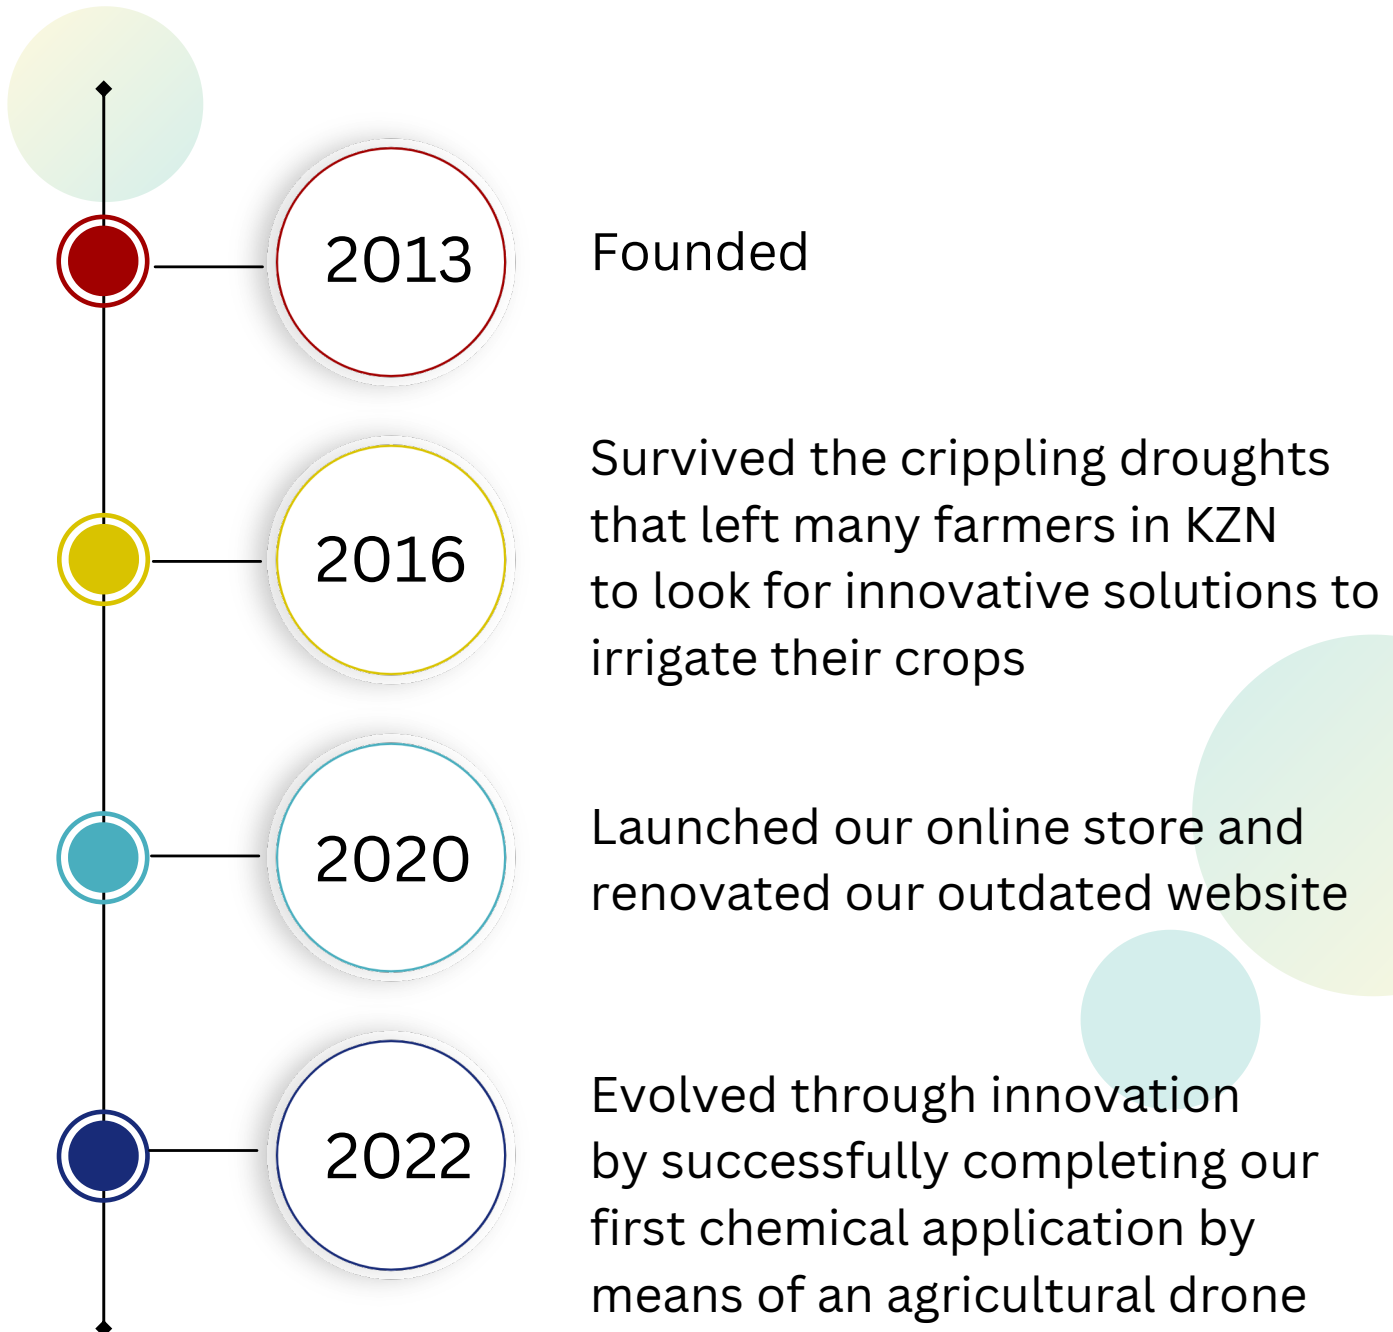 2013
Founded
2016
Survived the crippling droughts
that left many farmers in KZN
to look for innovative solutions to
irrigate their crops
2020
Launched our online store and
renovated our outdated website
2022
Evolved through innovation
by successfully completing our
first chemical application by
means of an agricultural drone